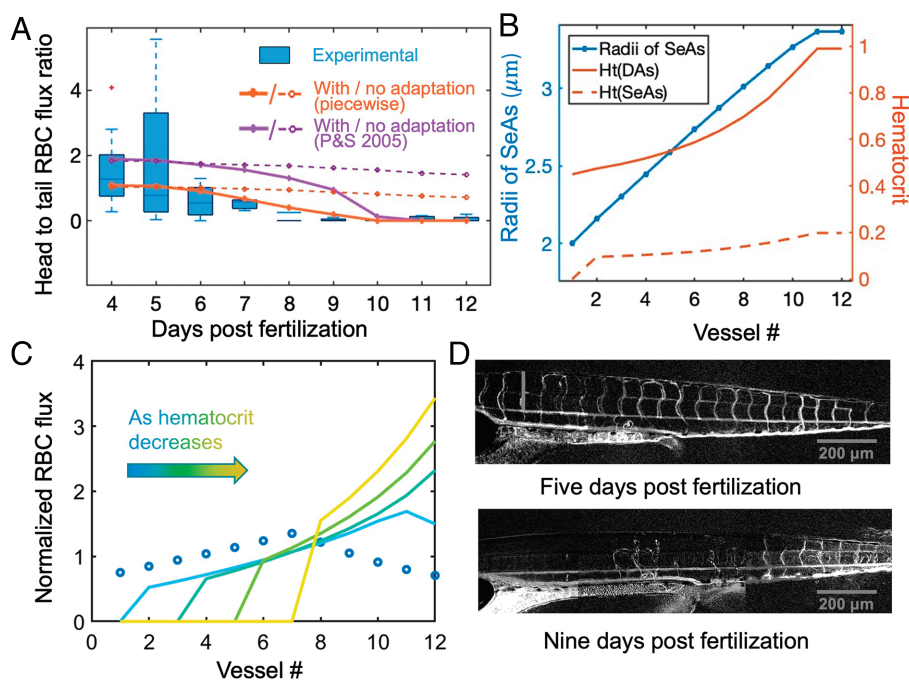 A
Head to tail RBC flux ratio
4
2
0
Experimental
With / no adaptation
(piecewise)
With / no adaptation
(P&S 2005)
4 5 6 7 8 9 10 11 12
Days post fertilization
B
Radii of SeAs (μm)
3
2.5
2
Radii of SeAs
Ht(DAs)
Ht(SeAs)
1
0.8
0.6
0.4
0.2
0
Hematocrit
2 4 6 8 10 12
Vessel #
C
Normalized RBC flux
4
3
2
1
0
As hematocrit
decreases
0 2 4 6 8 10 12
Vessel #
D
200 μm
Five days post fertilization
200 μm
Nine days post fertilization